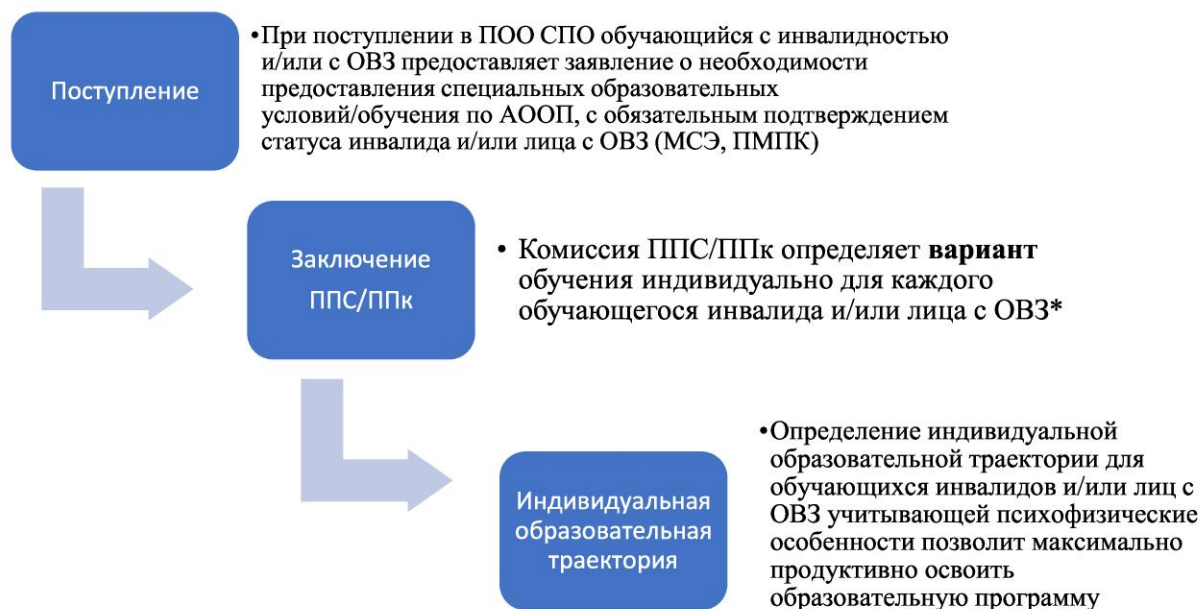 Поступление
•При поступлении в ПОО СПО обучающийся с инвалидностью
и/или с ОВЗ предоставляет заявление о необходимости
предоставления специальных образовательных
условий/обучения по АООП, с обязательным подтверждением
статуса инвалида и/или лица с ОВЗ (МСЭ, ПМПК)
Заключение
ППС/ППк
• Комиссия ППС/ППк определяет вариант
обучения индивидуально для каждого
обучающегося инвалида и/или лица с ОВЗ*
Индивидуальная
образовательная
траектория
•Определение индивидуальной
образовательной траектории для
обучающихся инвалидов и/или лиц с
ОВЗ учитывающей психофизические
особенности позволит максимально
продуктивно освоить
образовательную программу